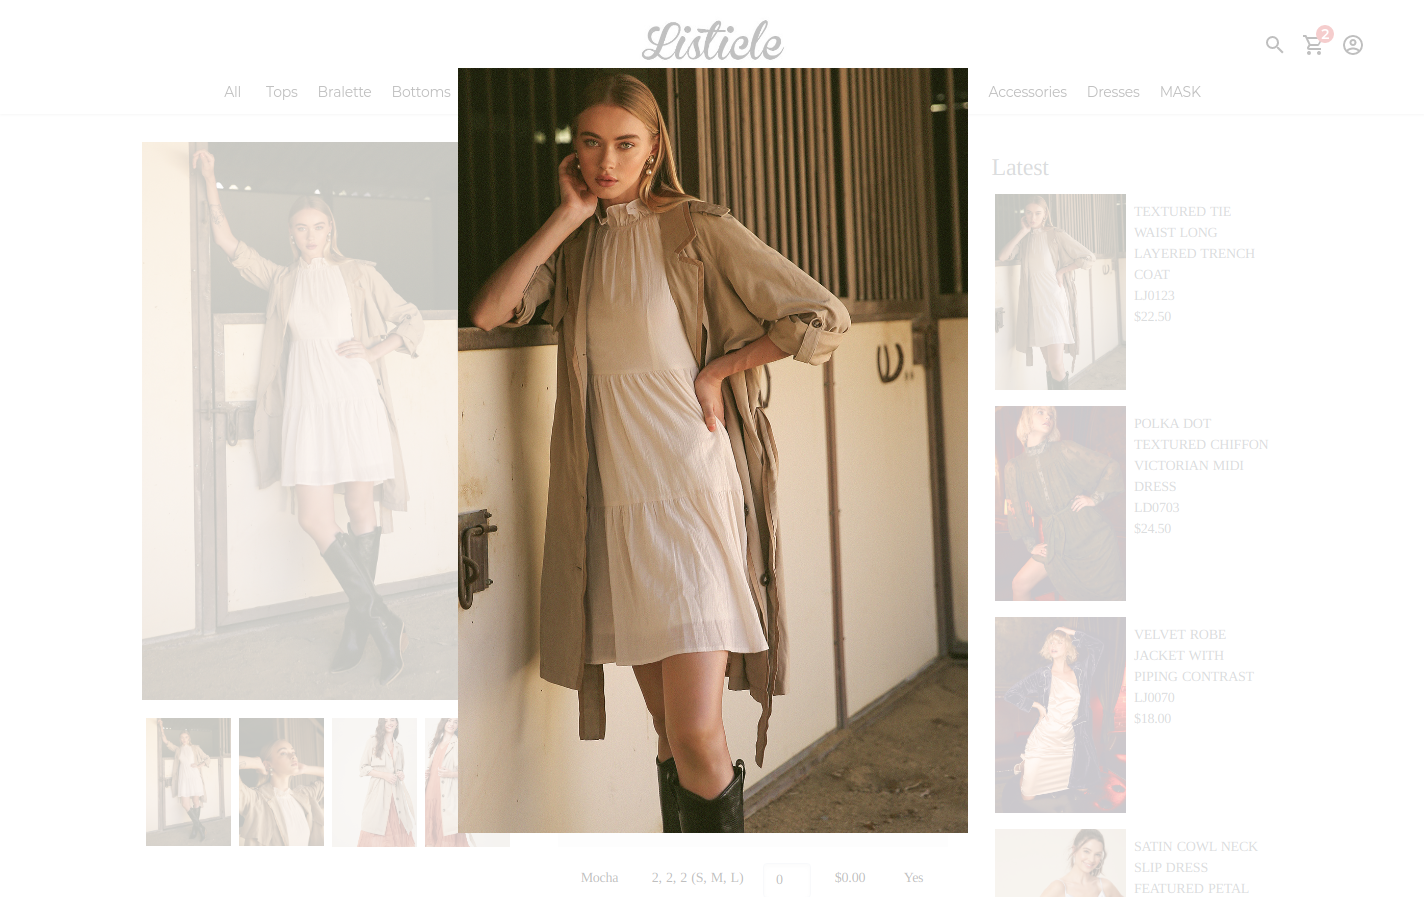 Listicle
2
All Tops Bralette Bottoms Accessories Dresses MASK
Latest
TEXTURED TIE
WAIST LONG
LAYERED TRENCH
COAT
LJ0123
$22.50
POLKA DOT
TEXTURED CHIFFON
VICTORIAN MIDI
DRESS
LD0703
$24.50
VELVET ROBE
JACKET WITH
PIPING CONTRAST
LJ0070
$18.00
SATIN COWL NECK
SLIP DRESS
FEATURED PETAL
Mocha 2, 2, 2 (S, M, L) 0 $0.00 Yes